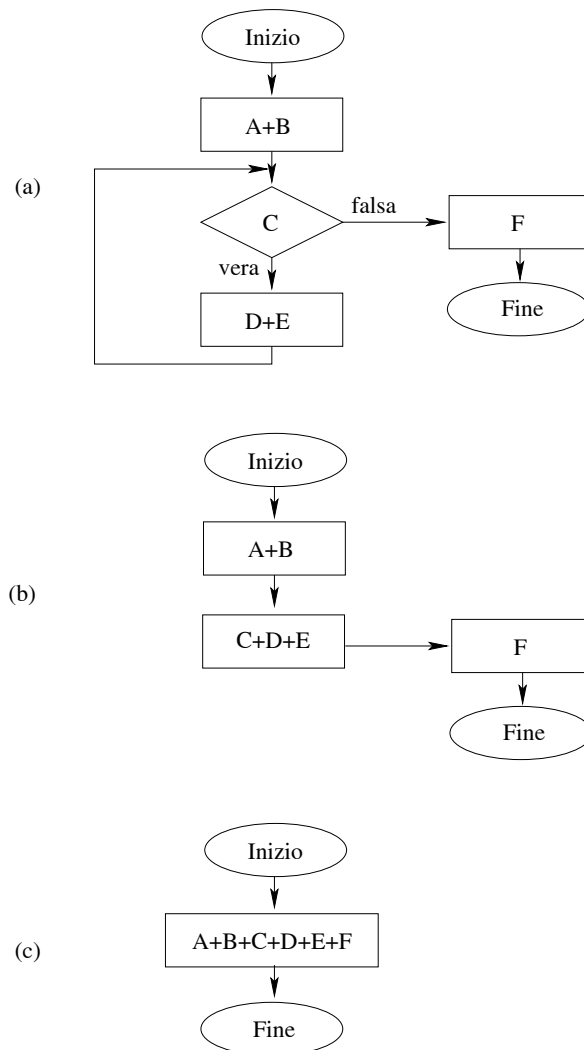 Inizio
A+B
(a)
C
falsa
F
vera
D+E
Fine
Inizio
A+B
(b)
C+D+E
F
Fine
Inizio
(c)
A+B+C+D+E+F
Fine